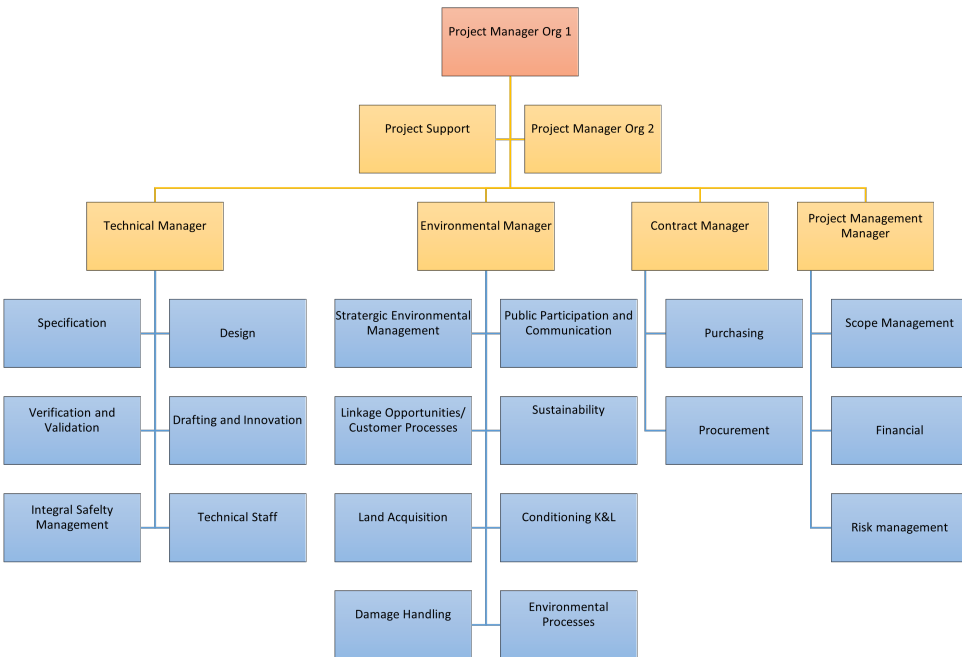 Project Manager Org 1
Project Support
Project Manager Org 2
Technical Manager
Environmental Manager
Contract Manager
Project Management
Manager
Specification
Design
Stratergic Environmental
Management
Public Participation and
Communication
Purchasing
Scope Management
Verification and
Validation
Drafting and Innovation
Linkage Opportunities/
Customer Processes
Sustainability
Procurement
Financial
Integral Safelty
Management
Technical Staff
Land Acquisition
Conditioning K&L
Risk management
Damage Handling
Environmental
Processes